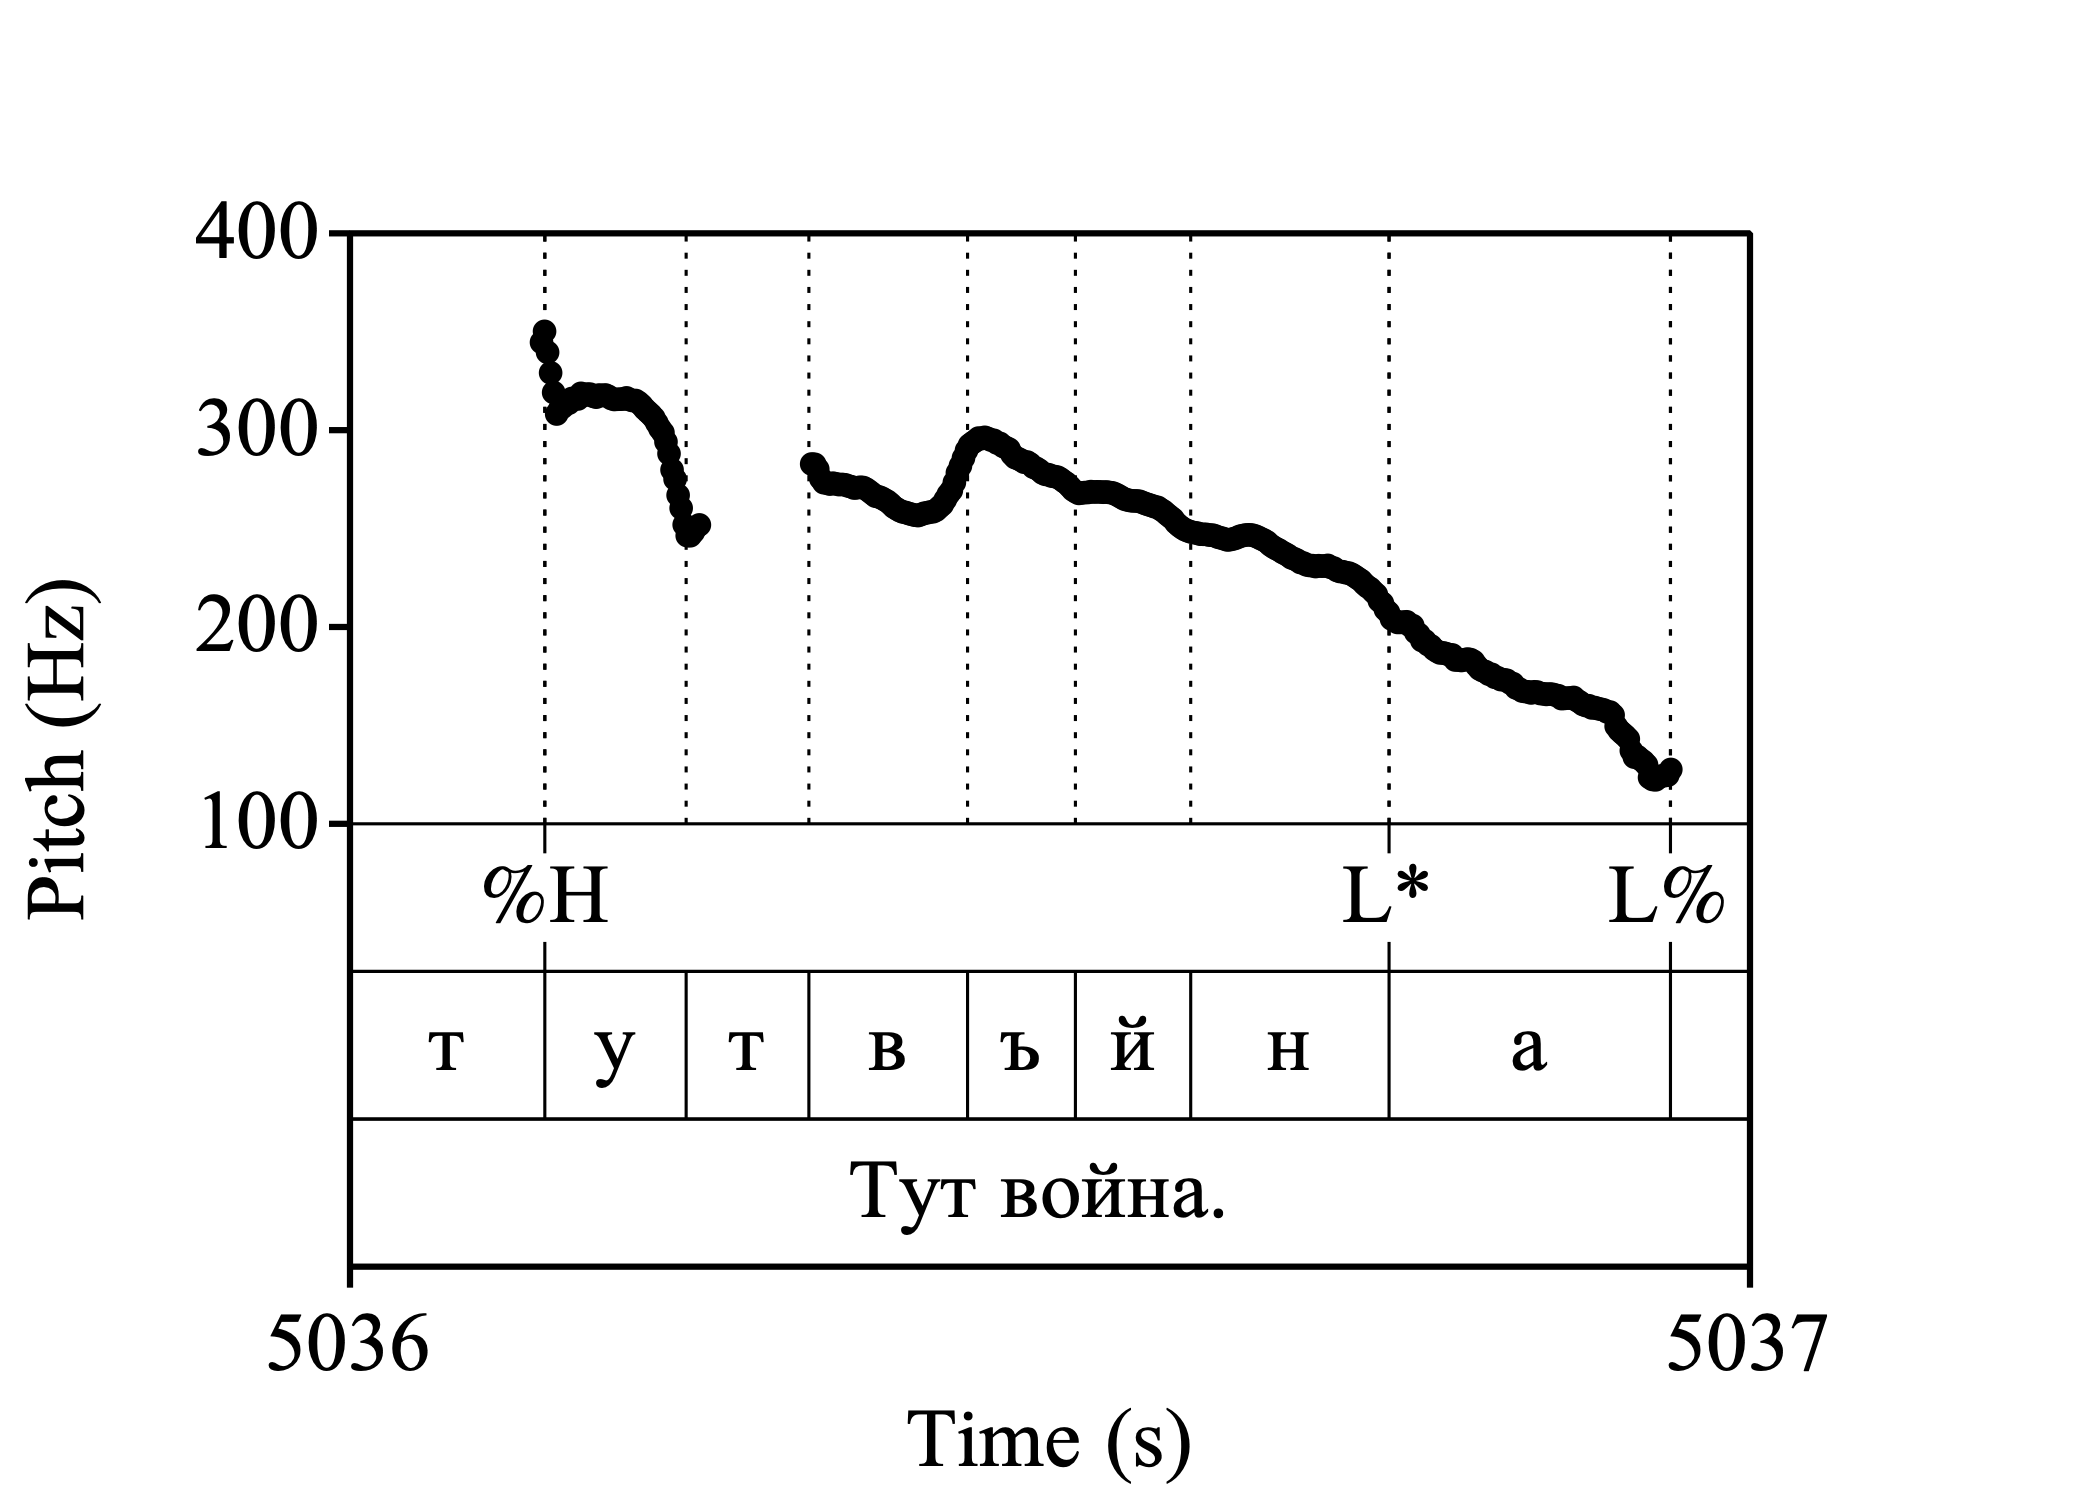 400
300
200
100
Pitch (Hz)
%H L* L%
т у т в ъ й н а
Тут война.
5036 5037
Time (s)